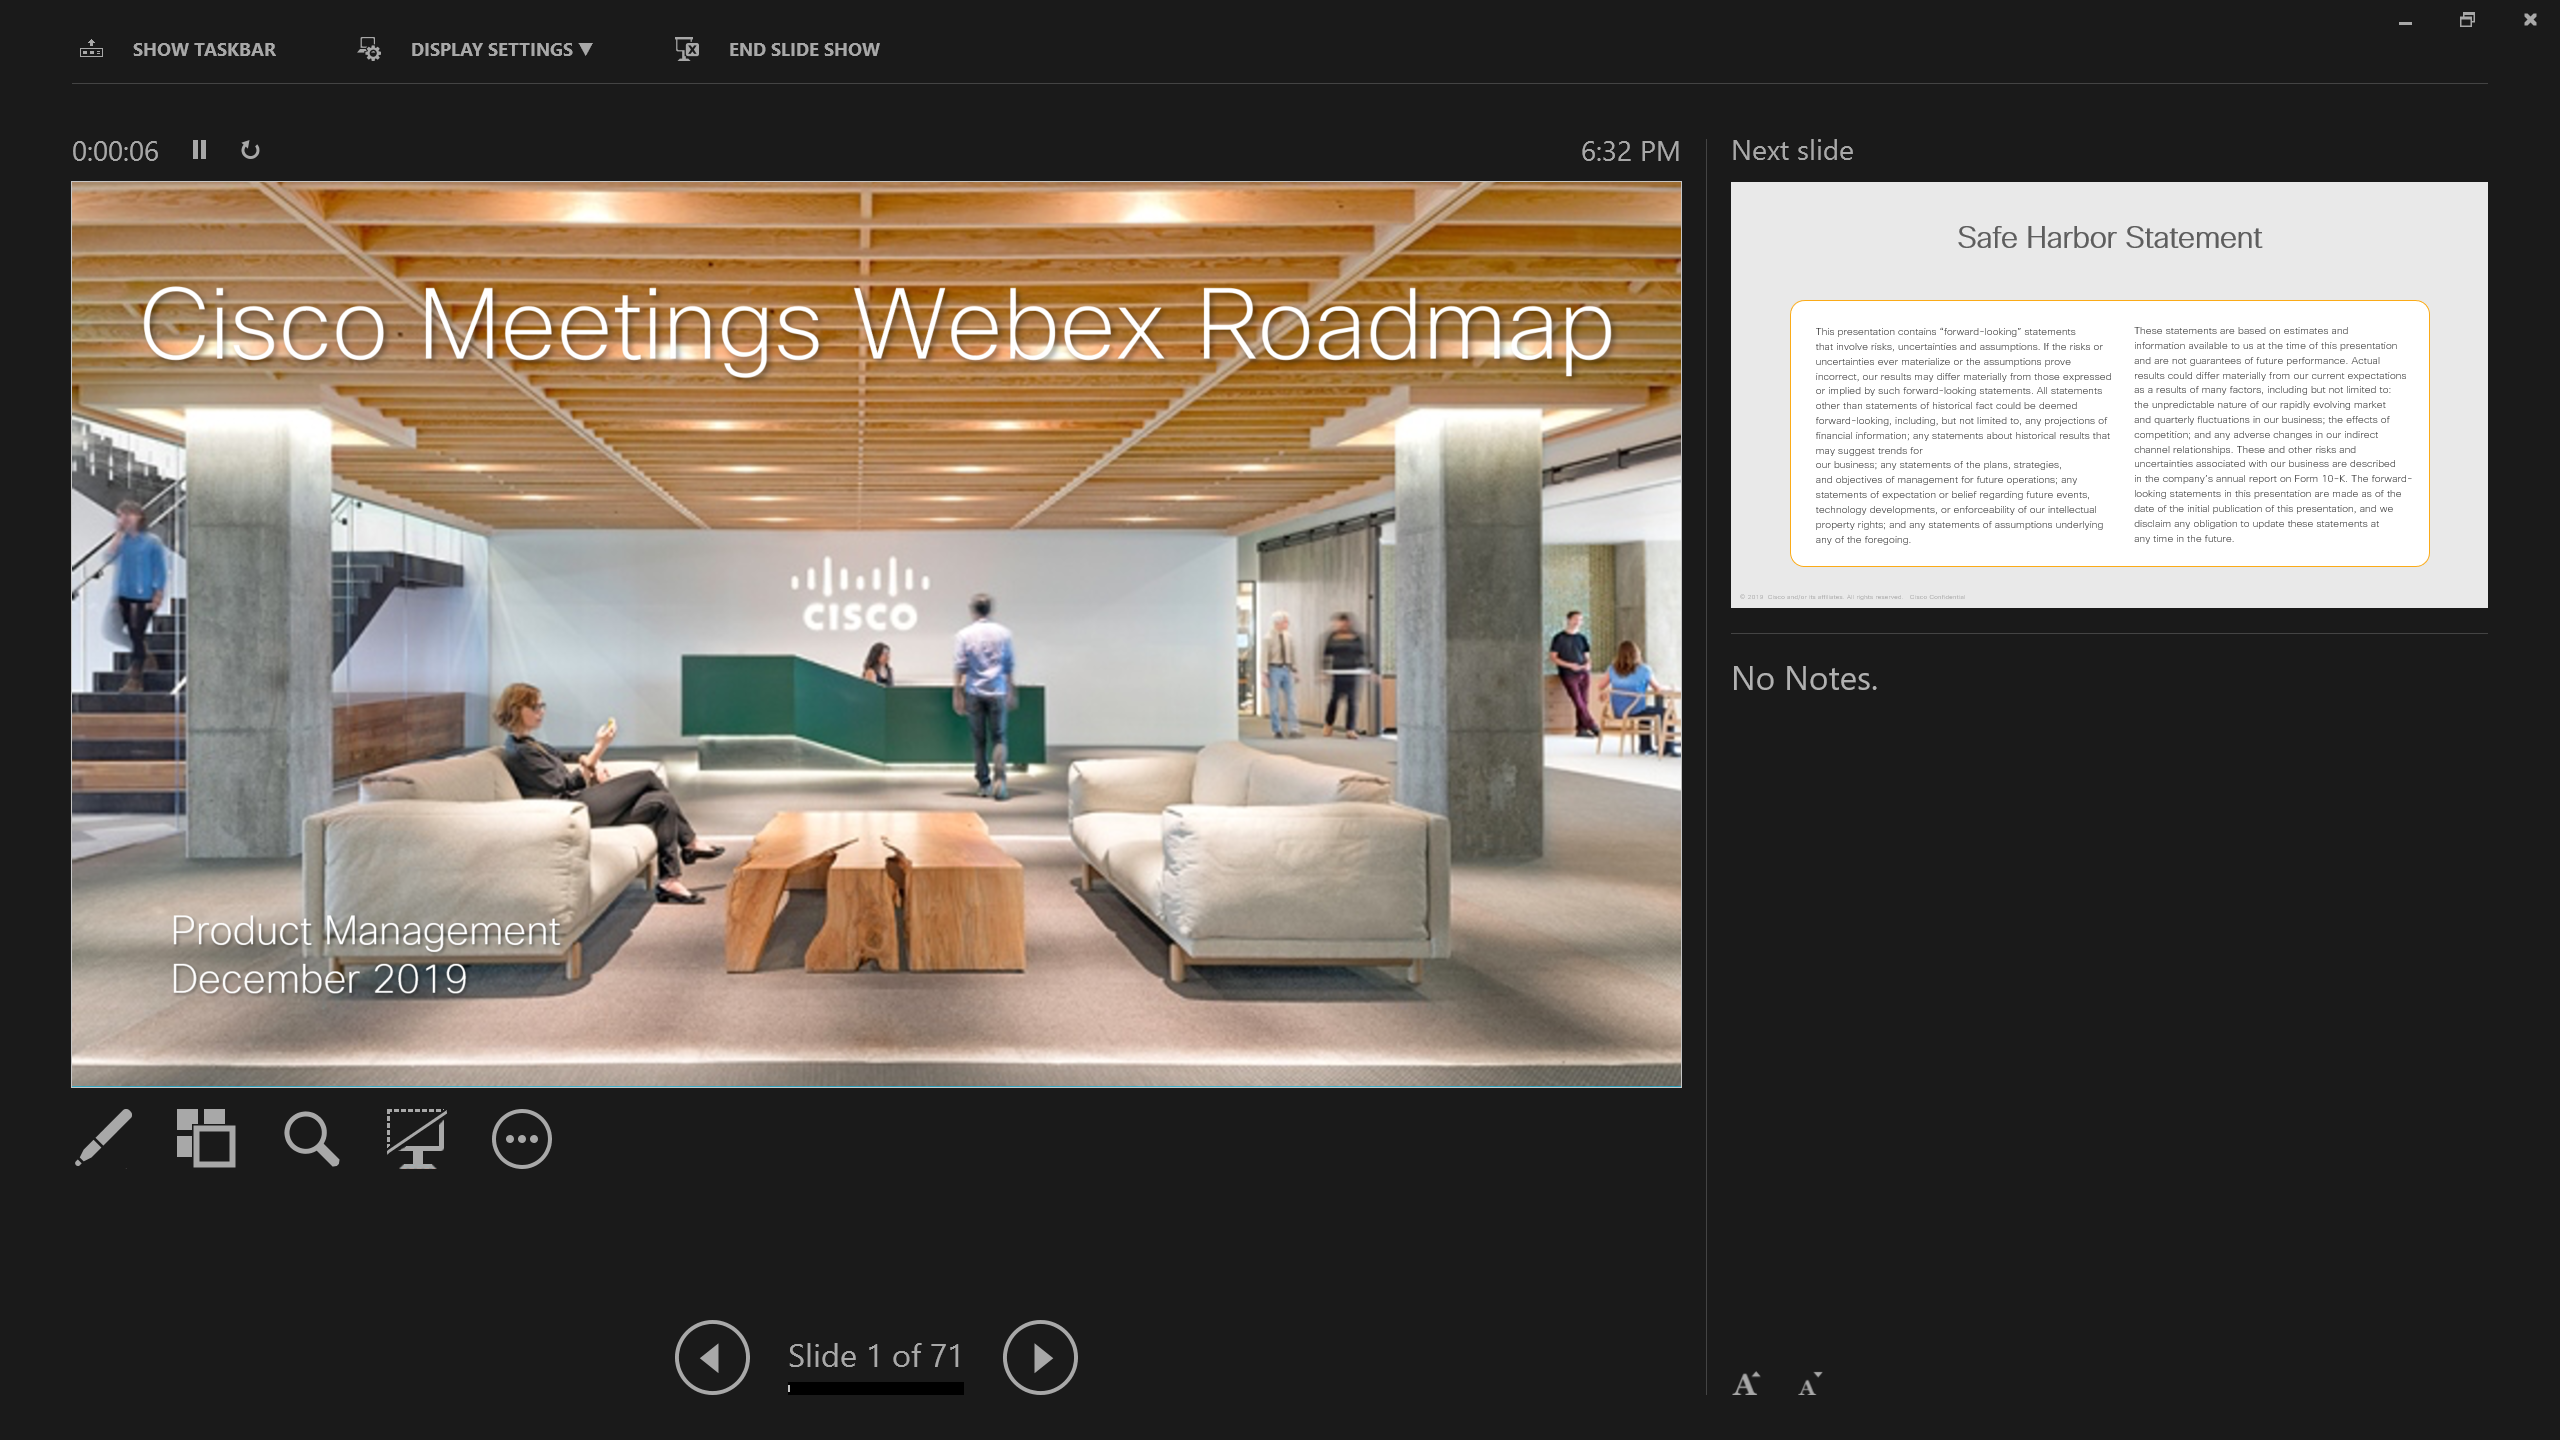 SHOW TASKBAR
DISPLAY SETTINGS ▼
END SLIDE SHOW
0:00:06
6:32 PM
Cisco Meetings Webex Roadmap
CISCO
Product Management
December 2019
Slide 1 of 71
Next slide
Safe Harbor Statement
This presentation contains “forward-looking” statements
that involve risks, uncertainties and assumptions. If the risks or
uncertainties ever materialize or the assumptions prove
incorrect, our results may differ materially from those expressed
or implied by such forward-looking statements. All statements
other than statements of historical fact could be deemed
forward-looking, including, but not limited to, any projections of
financial information; any statements about historical results that
may suggest trends for
our business; any statements of the plans, strategies,
and objectives of management for future operations; any
statements of expectation or belief regarding future events,
technology developments, or enforceability of our intellectual
property rights; and any statements of assumptions underlying
any of the foregoing.
These statements are based on estimates and
information available to us at the time of this presentation
and are not guarantees of future performance. Actual
results could differ materially from our current expectations
as a results of many factors, including but not limited to:
the unpredictable nature of our rapidly evolving market
and quarterly fluctuations in our business; the effects of
competition; and any adverse changes in our indirect
channel relationships. These and other risks and
uncertainties associated with our business are described
in the company's annual report on Form 10-K. The forward-
looking statements in this presentation are made as of the
date of the initial publication of this presentation, and we
disclaim any obligation to update these statements at
any time in the future.
© 2019 Cisco and/or its affiliates. All rights reserved. Cisco Confidential
No Notes.
A A